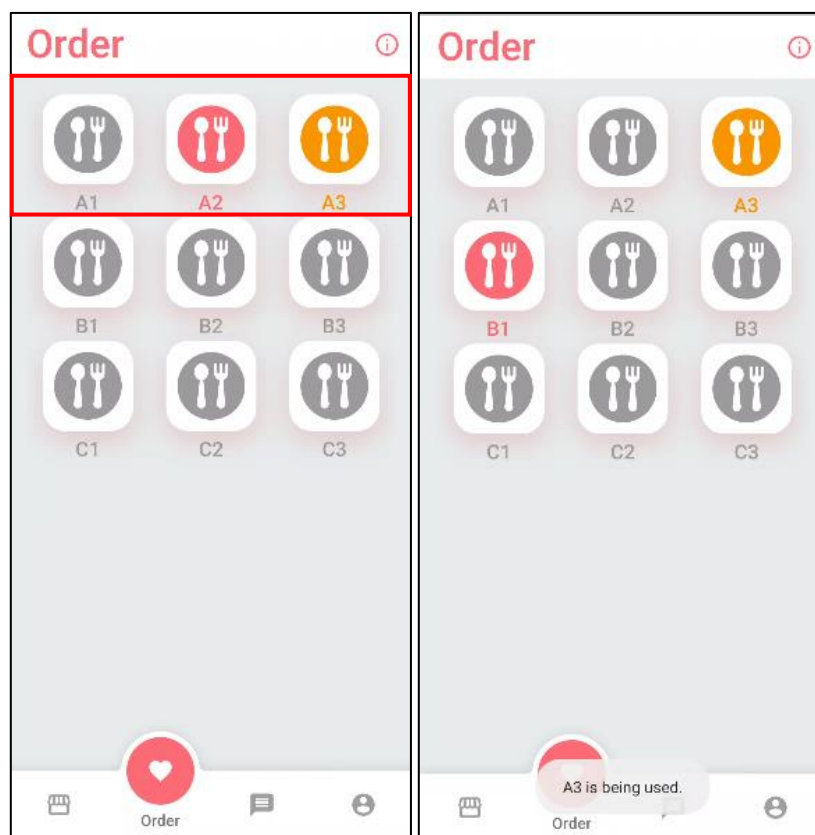 Order
A1 A2 A3
B1 B2 B3
C1 C2 C3
Order
Order
A1 A2 A3
B1 B2 B3
C1 C2 C3
A3 is being used.
Order